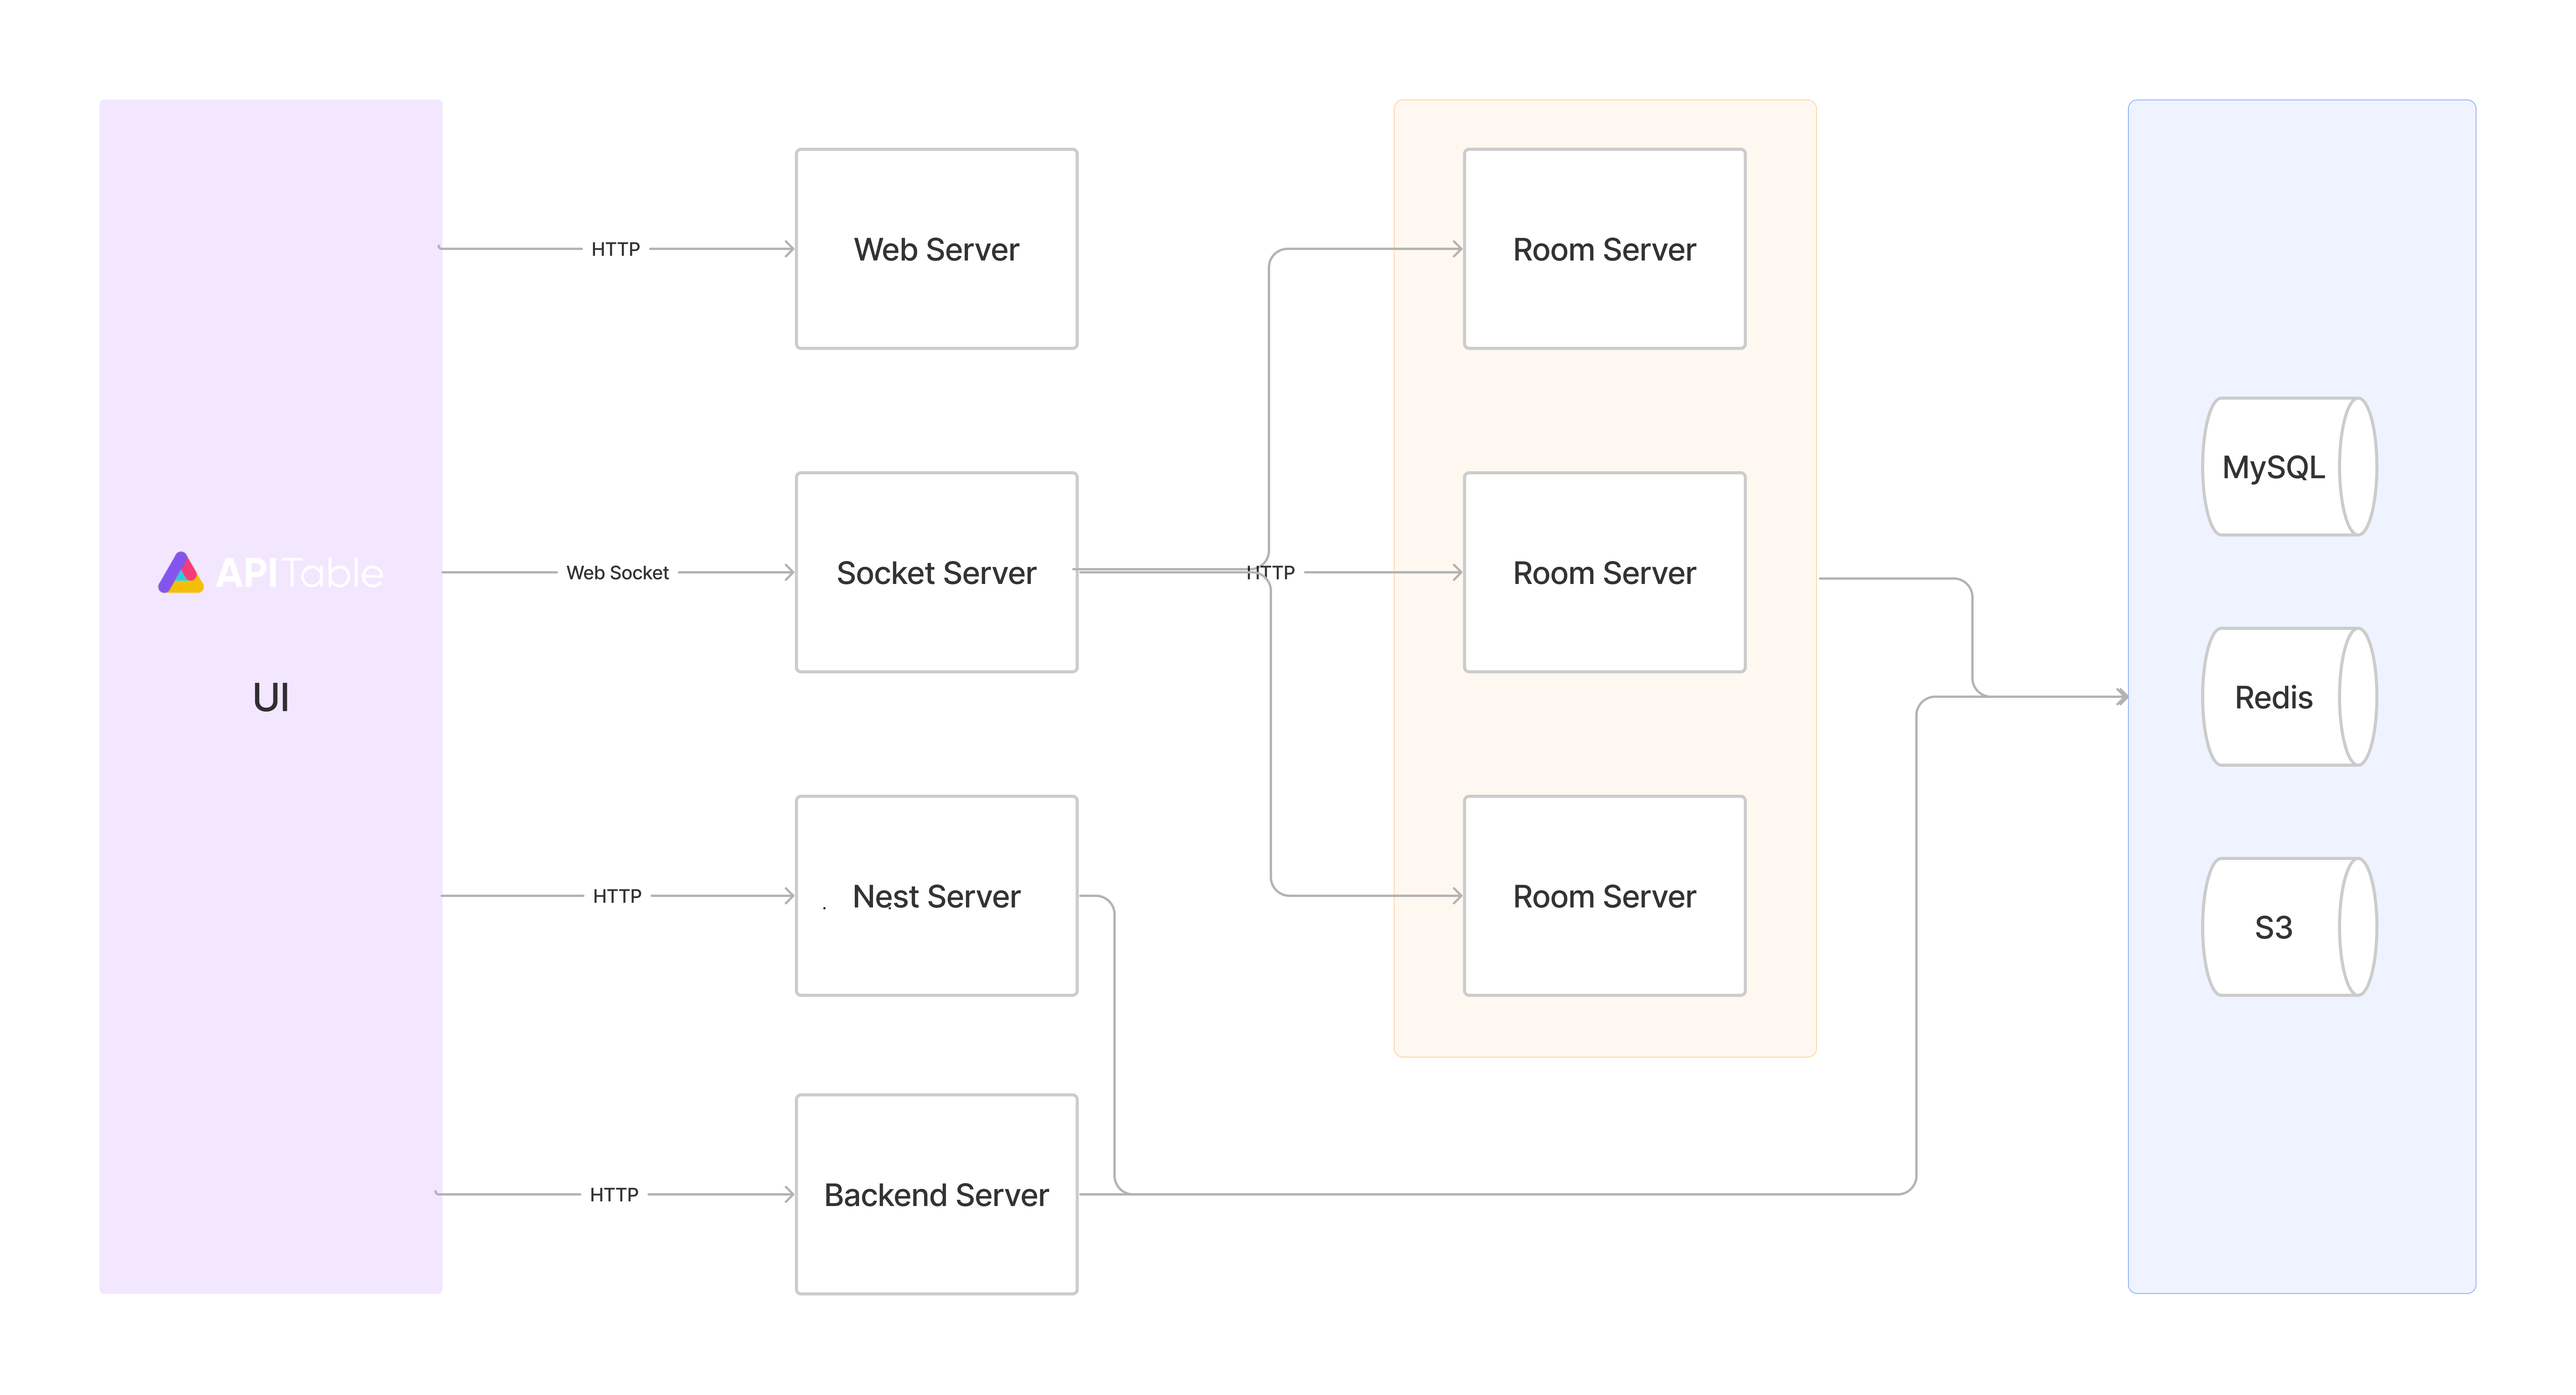 APITable
UI
HTTP
Web Server
Web Socket
Socket Server
HTTP
HTTP
Nest Server
HTTP
Backend Server
Room Server
Room Server
Room Server
MySQL
Redis
S3